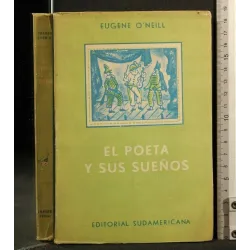 EUGENE O'NEILL
EL POETA
Y SUS SUEÑOS
EDITORIAL SUDAMERICANA